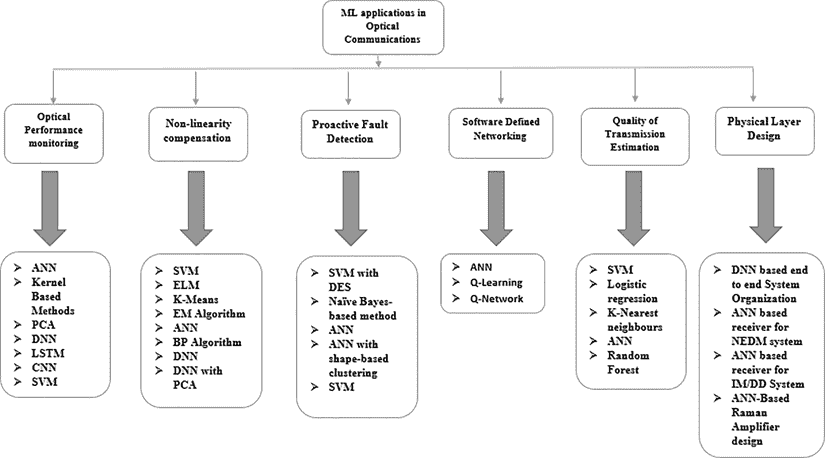 ML applications in
Optical
Communications
Optical
Performance
monitoring
Non-linearity
compensation
Proactive Fault
Detection
Software Defined
Networking
Quality of
Transmission
Estimation
Physical Layer
Design
➢ ANN
➢ Kernel
Based
Methods
➢ PCA
➢ DNN
➢ LSTM
➢ CNN
➢ SVM
➢ SVM
➢ ELM
➢ K-Means
➢ EM Algorithm
➢ ANN
➢ BP Algorithm
➢ DNN
➢ DNN with
PCA
➢ SVM with
DES
➢ Naïve Bayes-
based method
➢ ANN
➢ ANN with
shape-based
clustering
➢ SVM
➢ ANN
➢ Q-Learning
➢ Q-Network
➢ SVM
➢ Logistic
regression
➢ K-Nearest
neighbours
➢ ANN
➢ Random
Forest
➢ DNN based end
to end System
Organization
➢ ANN based
receiver for
NEDM system
➢ ANN based
receiver for
IM/DD System
➢ ANN-Based
Raman
Amplifier
design